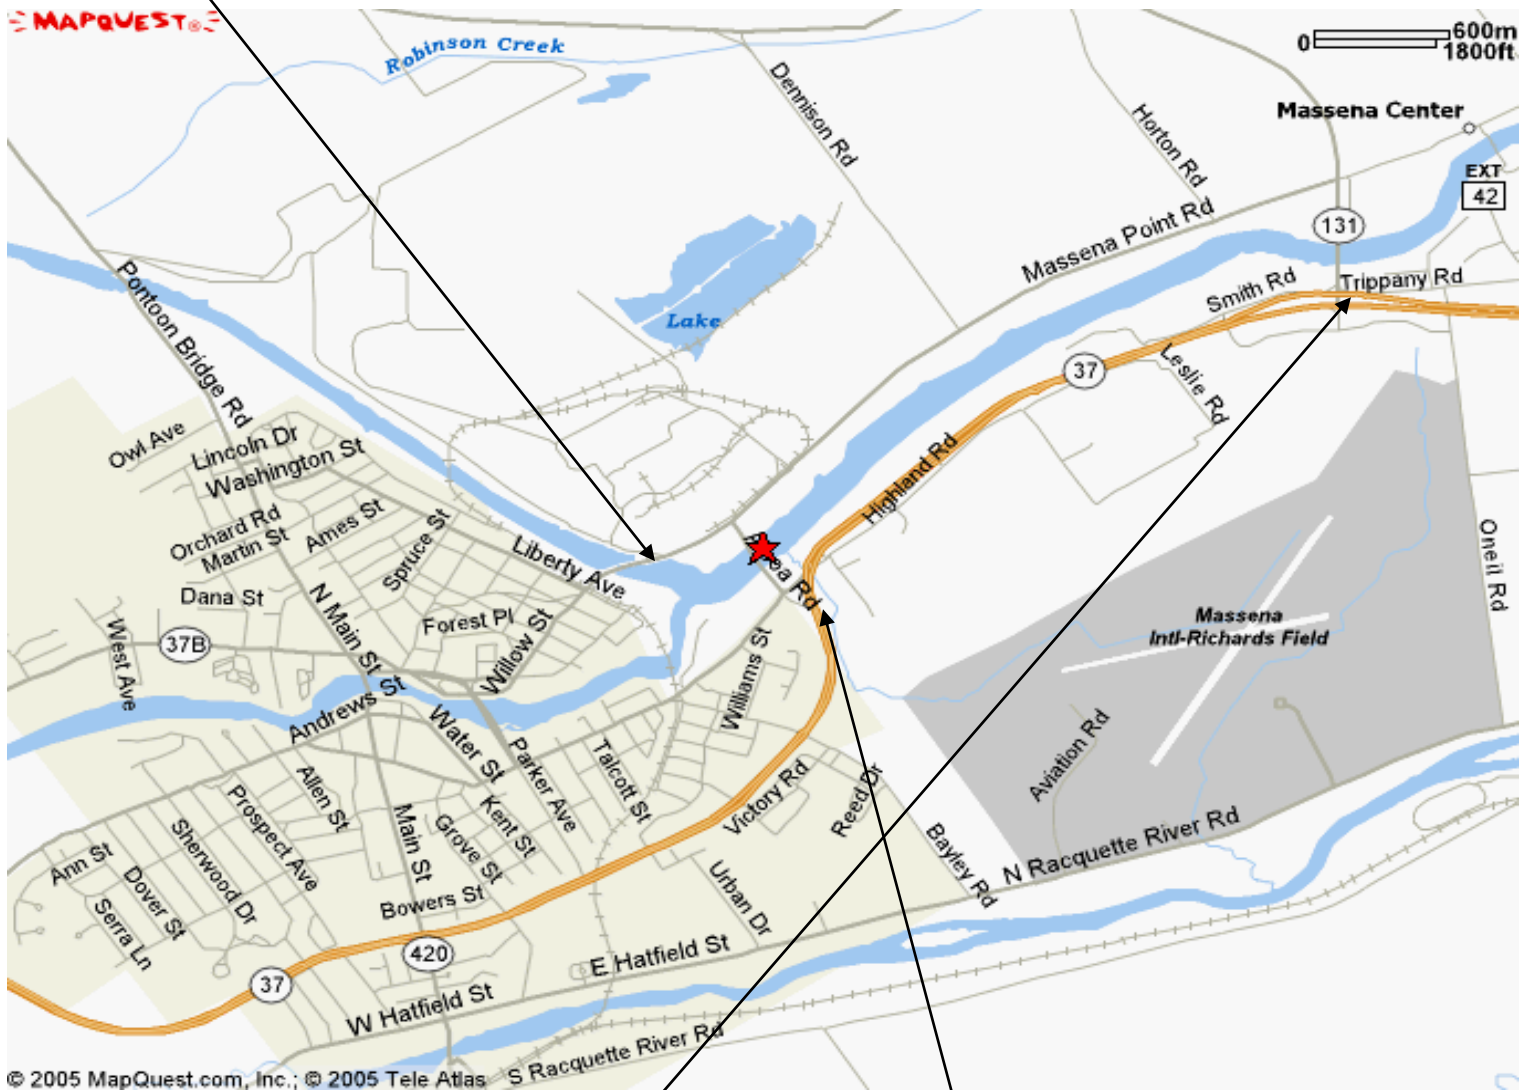 MAPQUEST®
Robinson Creek
0
600m
1800ft
Dennison Rd
Horton Rd
Massena Center
EXT
42
131
Massena Point Rd
Pontoon Bridge Rd
Lake
Smith Rd
Trippany Rd
37
Leslie Rd
Owl Ave
Lincoln Dr
Washington St
Highland Rd
Orchard Rd
Martin St
Ames St
Spruce St
Liberty Ave
Rd
Oneil Rd
Dana St
N Main St
Forest Pl
Willow St
Massena
Intl-Richards Field
37B
West Ave
Williams St
Andrews St
Water St
Parker Ave
Talcott St
Aviation Rd
Victory Rd
Reed Dr
Allen St
Prospect Ave
Sherwood Dr
Main St
Kent St
Grove St
Bayley Rd
N Racquette River Rd
Ann St
Dover St
Serra Ln
Bowers St
Urban Dr
420
E Hatfield St
37
W Hatfield St
S Racquette River Rd
© 2005 MapQuest.com, Inc.; © 2005 Tele Atlas